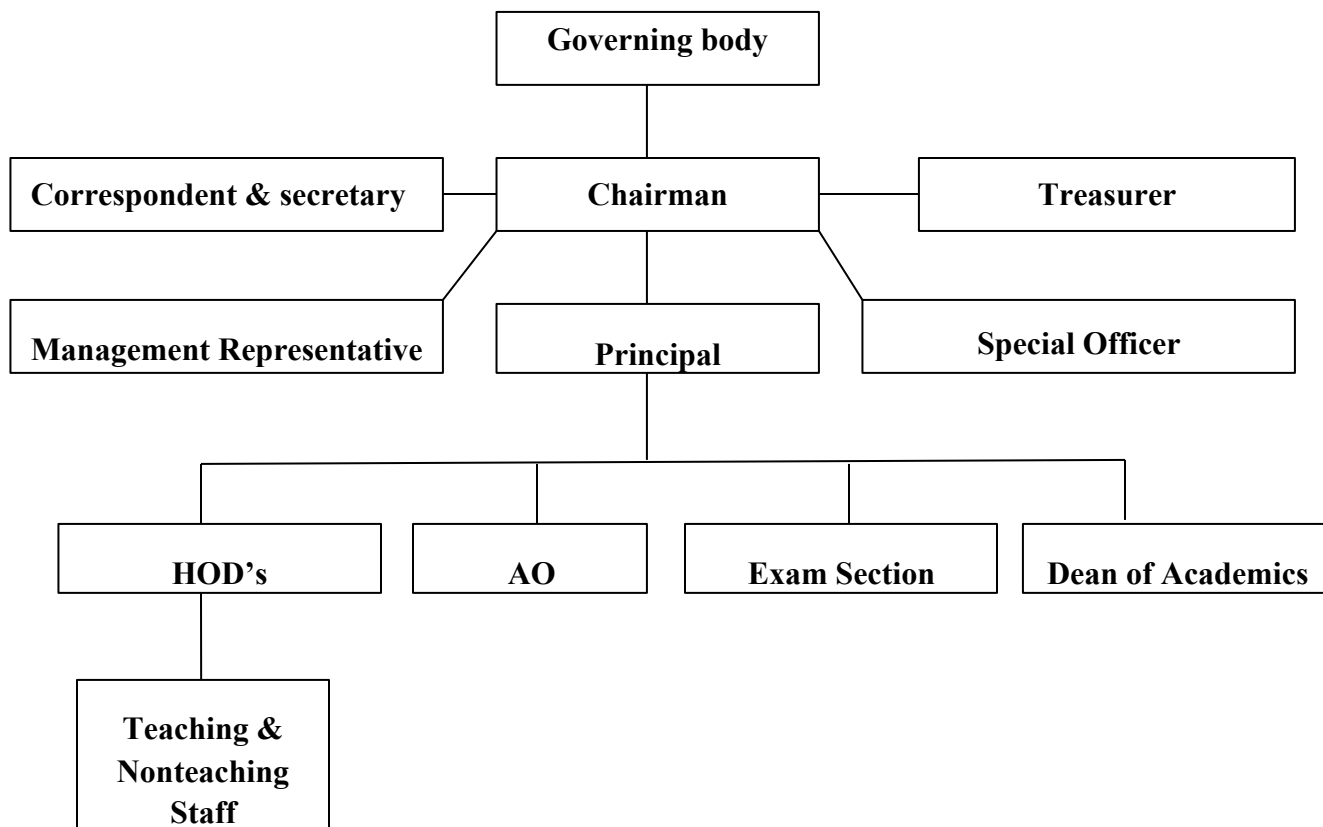 Governing body
Correspondent & secretary
Chairman
Treasurer
Management Representative
Principal
Special Officer
HOD’s
AO
Exam Section
Dean of Academics
Teaching &
Nonteaching
Staff